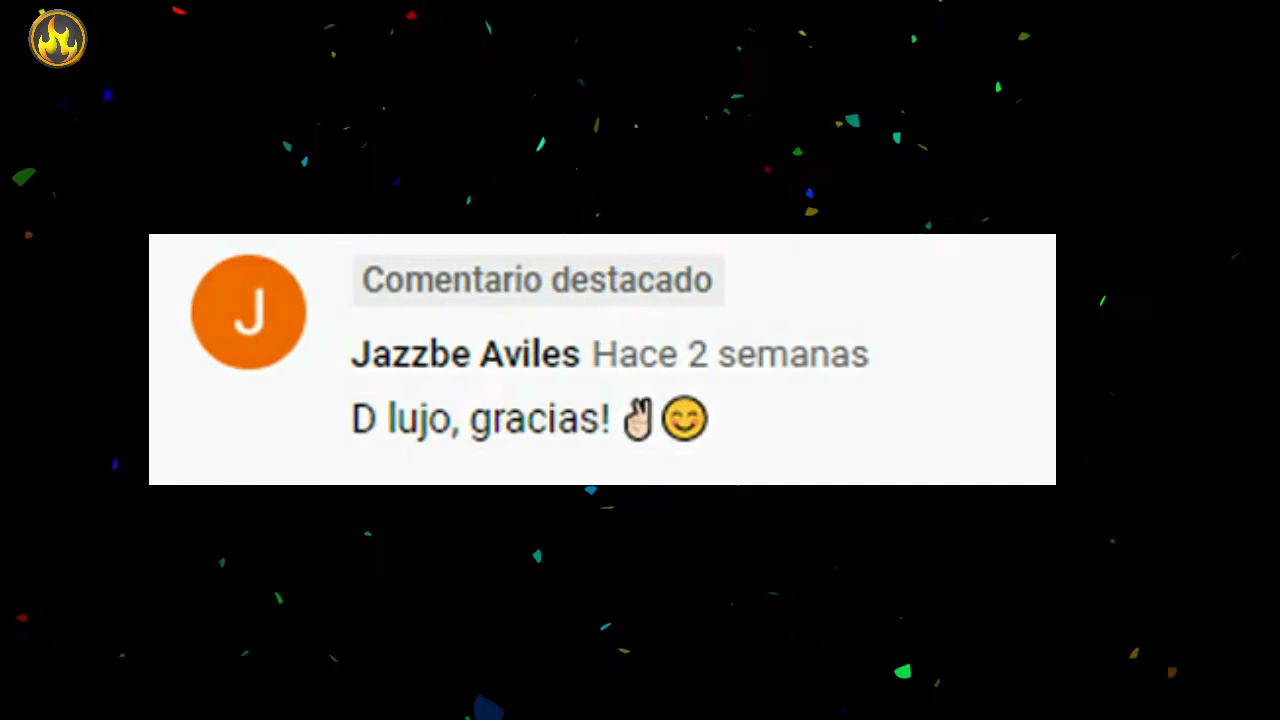 J
Comentario destacado
Jazzbe Aviles Hace 2 semanas
D lujo, gracias! ✌🏻😊